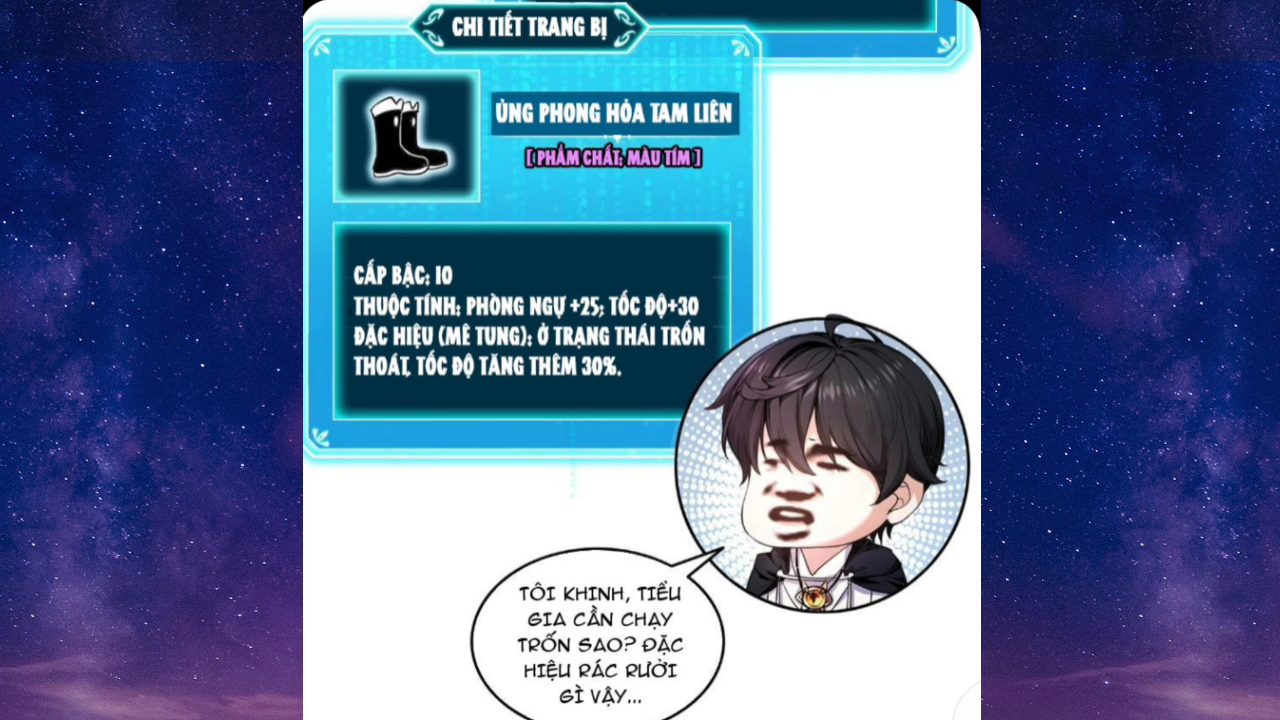 CHI TIẾT TRANG BỊ
ỦNG PHONG HỎA TAM LIÊN
[ PHẨM CHẤT: MÀU TÍM ]
CẤP BẬC: 10
THUỘC TÍNH: PHÒNG NGỰ +25; TỐC ĐỘ+30
ĐẶC HIỆU (MÊ TUNG): Ở TRẠNG THÁI TRỐN
THOÁT, TỐC ĐỘ TĂNG THÊM 30%.
TÔI KHINH, TIỂU
GIA CẦN CHẠY
TRỐN SAO? ĐẶC
HIỆU RÁC RƯỞI
GÌ VẬY...